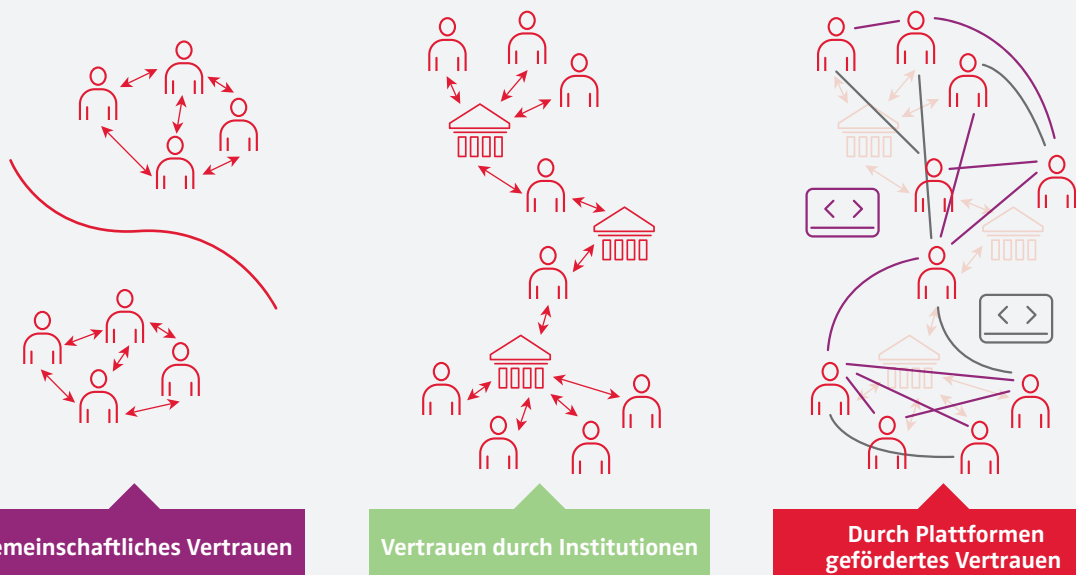 emeinschaftliches Vertrauen
Vertrauen durch Institutionen
Durch Plattformen
gefördertes Vertrauen